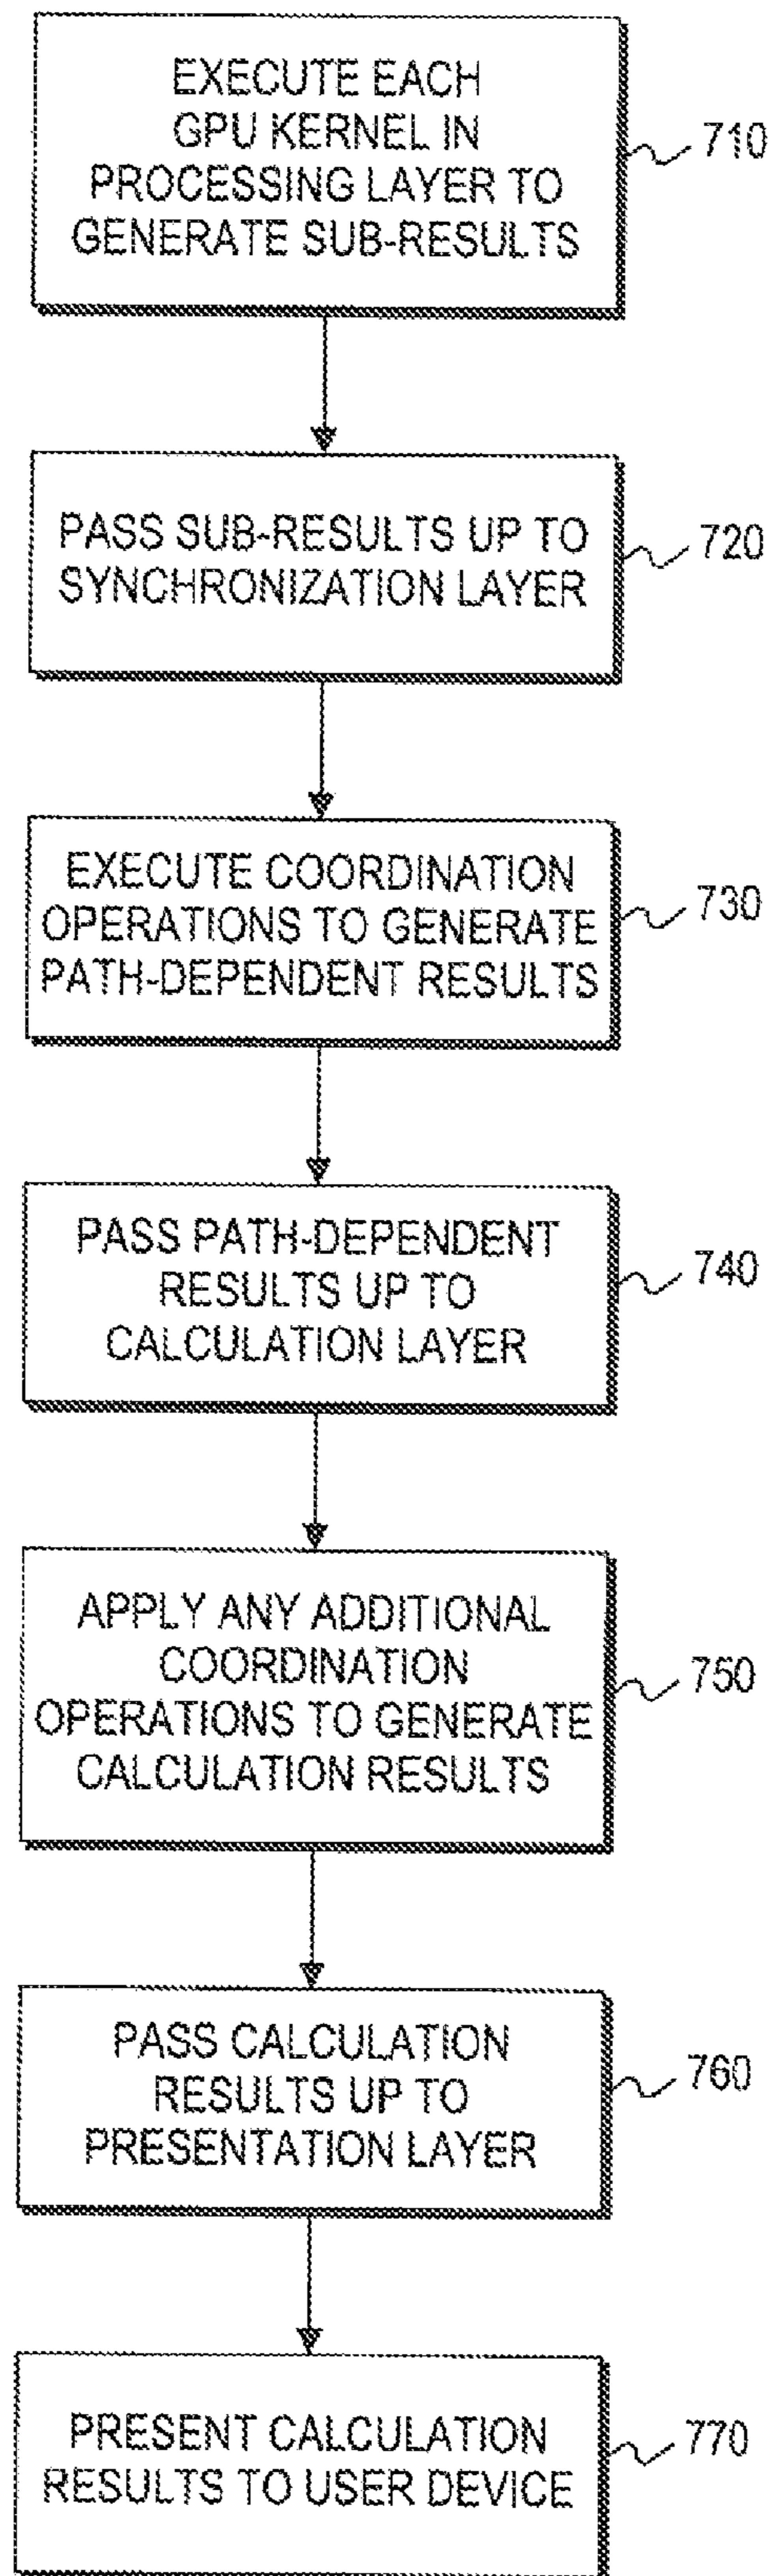 EXECUTE EACH
GPU KERNEL IN
PROCESSING LAYER TO
GENERATE SUB-RESULTS
710
PASS SUB-RESULTS UP TO
SYNCHRONIZATION LAYER
720
EXECUTE COORDINATION
OPERATIONS TO GENERATE
PATH-DEPENDENT RESULTS
730
PASS PATH-DEPENDENT
RESULTS UP TO
CALCULATION LAYER
740
APPLY ANY ADDITIONAL
COORDINATION
OPERATIONS TO GENERATE
CALCULATION RESULTS
750
PASS CALCULATION
RESULTS UP TO
PRESENTATION LAYER
760
PRESENT CALCULATION
RESULTS TO USER DEVICE
770